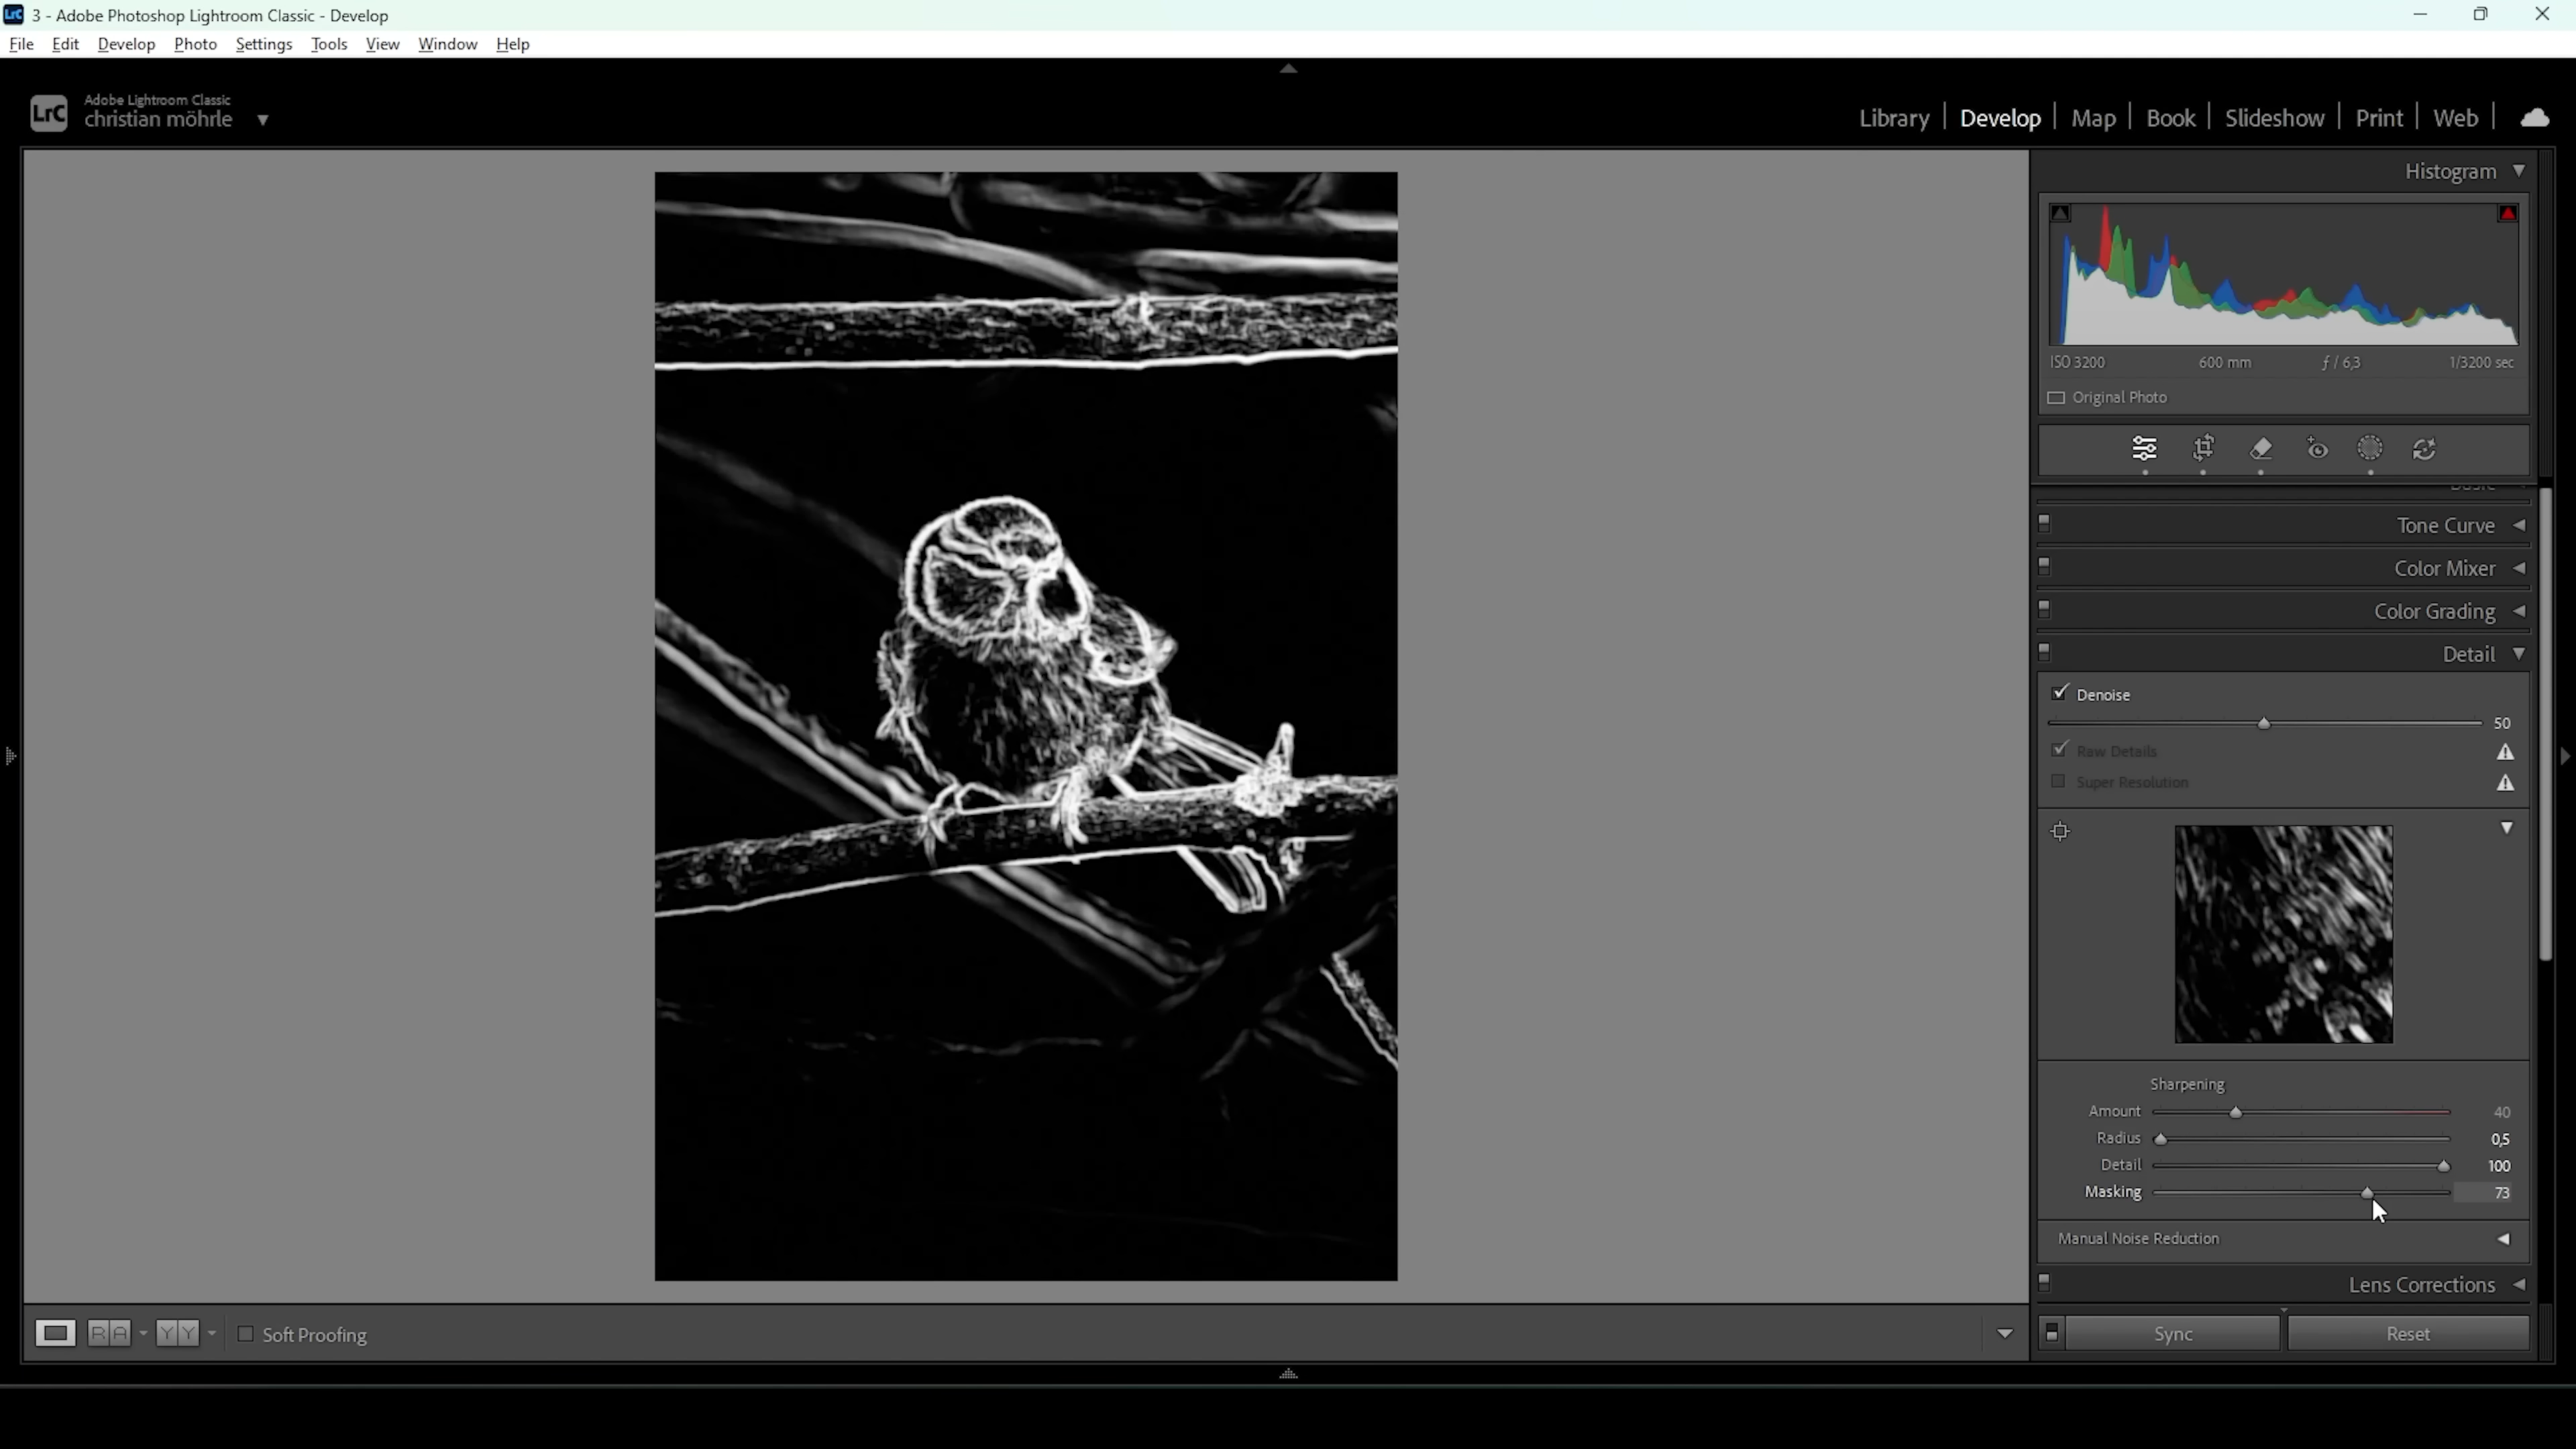 LrC 3 - Adobe Photoshop Lightroom Classic - Develop
File Edit Develop Photo Settings Tools View Window Help
LrC Adobe Lightroom Classic
christian möhrle
Library | Develop | Map | Book | Slideshow | Print | Web |
Histogram
ISO 3200 600 mm ƒ / 6,3 1/3200 sec
Original Photo
Basic
Tone Curve
Color Mixer
Color Grading
Detail
Denoise
50
Raw Details
Super Resolution
Sharpening
Amount 40
Radius 0,5
Detail 100
Masking 73
Manual Noise Reduction
Lens Corrections
R A Y Y Soft Proofing
Sync Reset